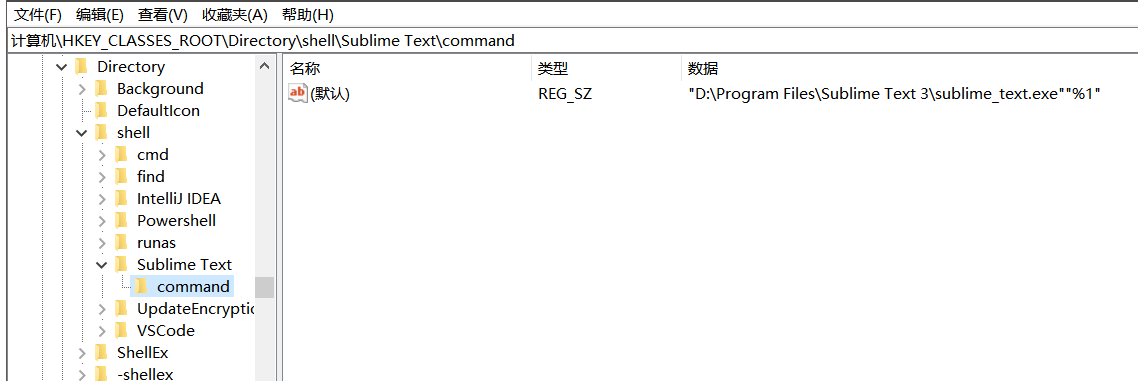 文件(F) 编辑(E) 查看(V) 收藏夹(A) 帮助(H)
计算机\HKEY_CLASSES_ROOT\Directory\shell\Sublime Text\command
Directory
Background
DefaultIcon
shell
cmd
find
IntelliJ IDEA
Powershell
runas
Sublime Text
command
UpdateEncryptic
VSCode
ShellEx
-shellex
名称 类型 数据
ab (默认) REG_SZ "D:\Program Files\Sublime Text 3\sublime_text.exe""%1"